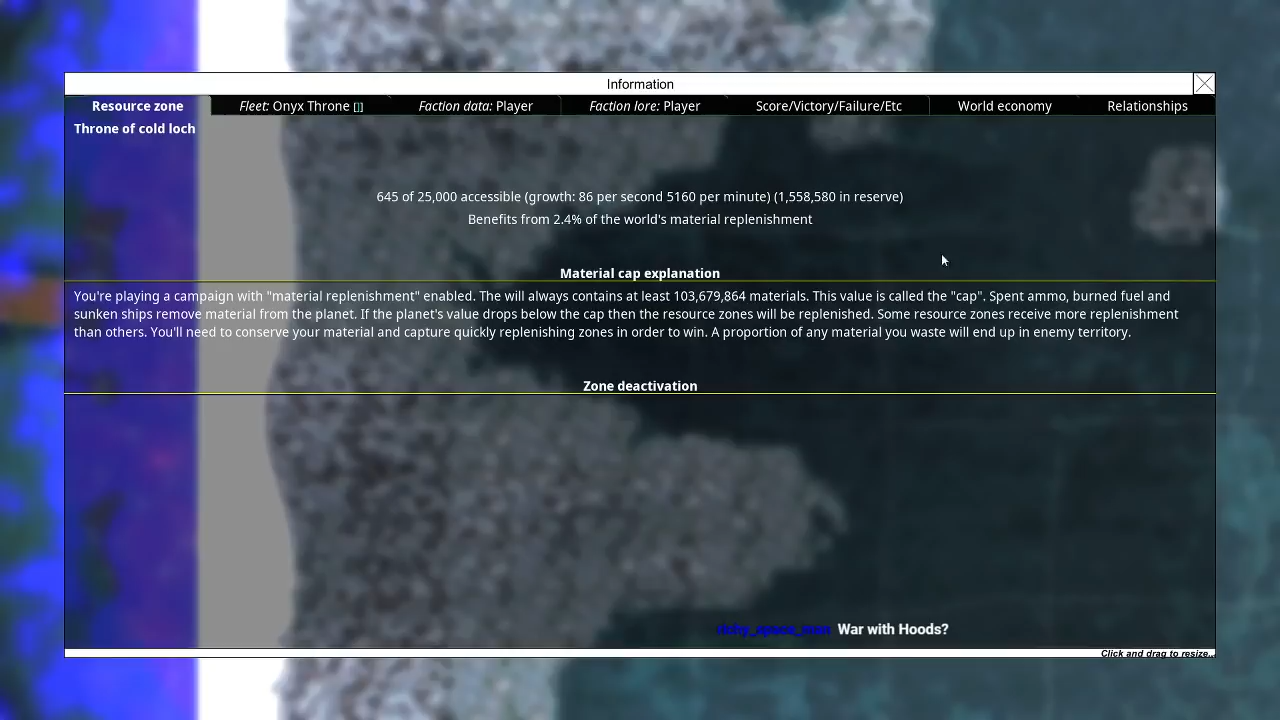 Information
Resource zone
Fleet: Onyx Throne []
Faction data: Player
Faction lore: Player
Score/Victory/Failure/Etc
World economy
Relationships
Throne of cold loch
645 of 25,000 accessible (growth: 86 per second 5160 per minute) (1,558,580 in reserve)
Benefits from 2.4% of the world's material replenishment
Material cap explanation
You're playing a campaign with "material replenishment" enabled. The will always contains at least 103,679,864 materials. This value is called the "cap". Spent ammo, burned fuel and
sunken ships remove material from the planet. If the planet's value drops below the cap then the resource zones will be replenished. Some resource zones receive more replenishment
than others. You'll need to conserve your material and capture quickly replenishing zones in order to win. A proportion of any material you waste will end up in enemy territory.
Zone deactivation
War with Hoods?
Click and drag to resize..